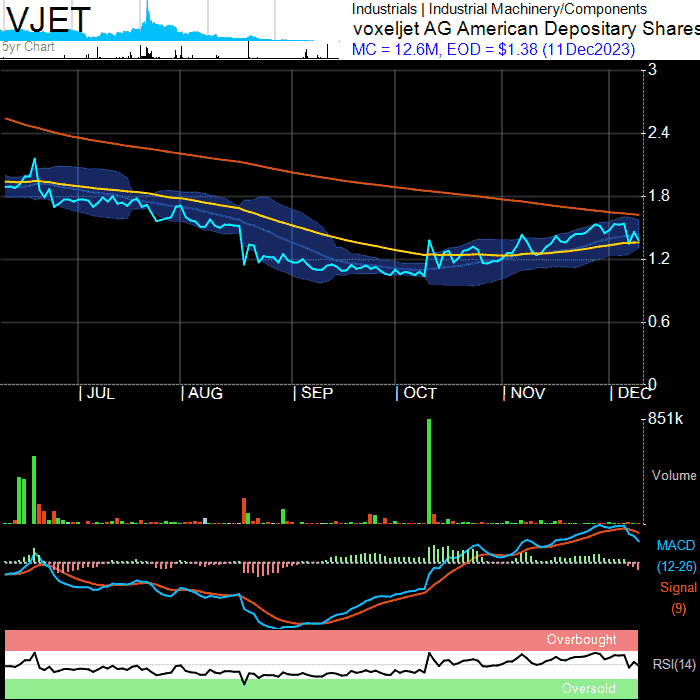 VJET
5yr Chart
Industrials | Industrial Machinery/Components
voxeljet AG American Depositary Shares
MC = 12.6M, EOD = $1.38 (11Dec2023)
3
2.4
1.8
1.2
0.6
0
| JUL | AUG | SEP | OCT | NOV | DEC
851k
Volume
MACD
(12-26)
Signal
(9)
Overbought
RSI(14)
Oversold